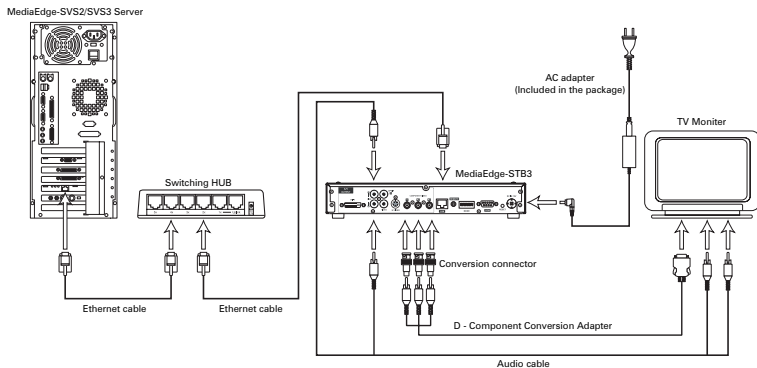 MediaEdge-SVS2/SVS3 Server
AC adapter
(Included in the package)
TV Moniter
MediaEdge-STB3
Switching HUB
Conversion connector
Ethernet cable
Ethernet cable
D - Component Conversion Adapter
Audio cable